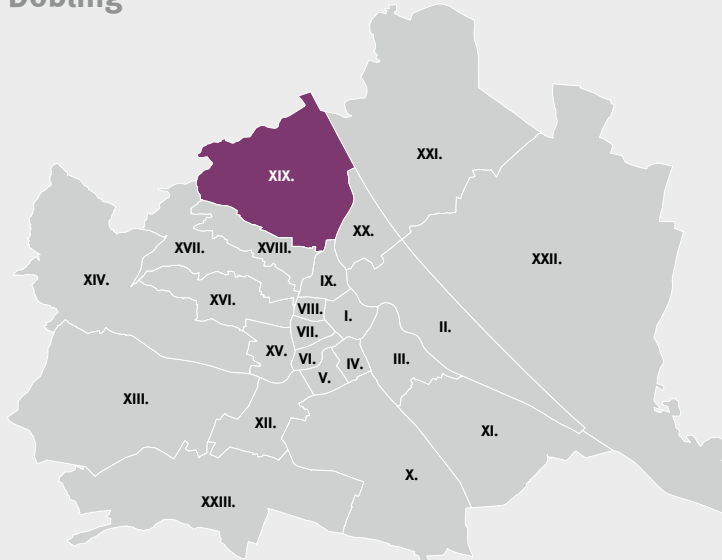 Döbling
XIX.
XXI.
XX.
XXII.
XVII.
XVIII.
XIV.
XVI.
IX.
VIII.
I.
II.
VII.
XV.
VI.
IV.
III.
V.
XIII.
XII.
XI.
X.
XXIII.